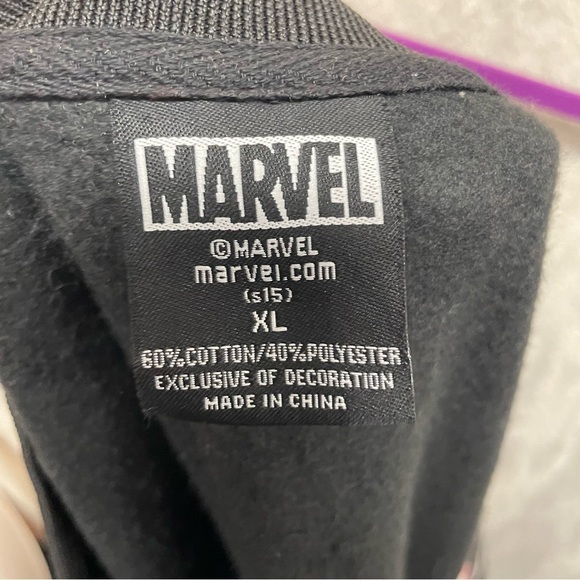 MARVEL
©MARVEL
marvel.com
(s15)
XL
60%COTTON/40%POLYESTER
EXCLUSIVE OF DECORATION
MADE IN CHINA